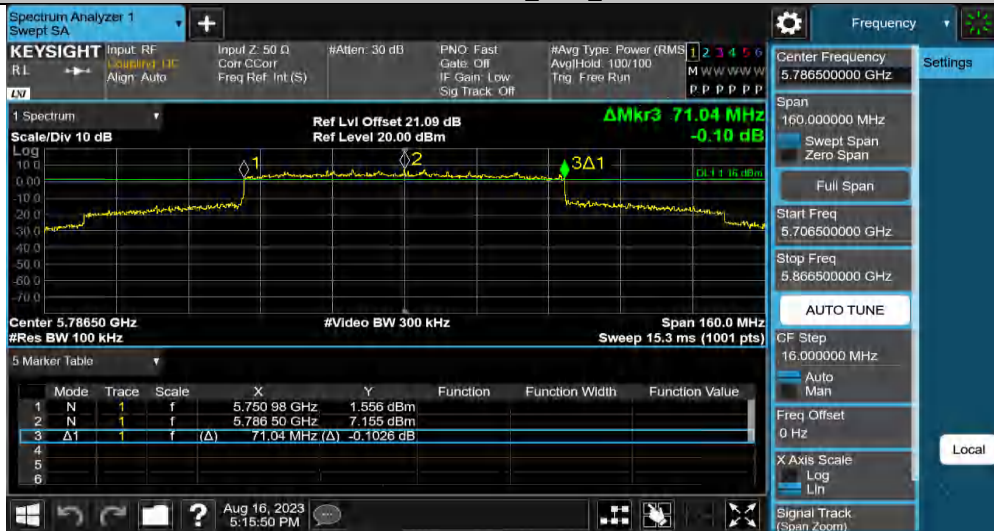 Spectrum Analyzer 1
Swept SA
+
Frequency
KEYSIGHT
RL
LXI
Input: RF
Coupling: DC
Align: Auto
Input Z: 50 Ω
Corr CCorr
Freq Ref: Int (S)
#Atten: 30 dB
PNO: Fast
Gate: Off
IF Gain: Low
Sig Track: Off
#Avg Type: Power (RMS
Avg|Hold: 100/100
Trig: Free Run
1 2 3 4 5 6
M W W W W W
P P P P P P
1 Spectrum
Scale/Div 10 dB
Ref Lvl Offset 21.09 dB
Ref Level 20.00 dBm
ΔMkr3 71.04 MHz
-0.10 dB
Log
10.0
0.00
-10.0
-20.0
-30.0
-40.0
-50.0
-60.0
-70.0
1
2
3Δ1
DL1 1.16 dBm
Center 5.78650 GHz
#Res BW 100 kHz
#Video BW 300 kHz
Span 160.0 MHz
Sweep 15.3 ms (1001 pts)
5 Marker Table
Mode Trace Scale X Y Function Function Width Function Value
1 N 1 f 5.750 98 GHz 1.556 dBm
2 N 1 f 5.786 50 GHz 7.155 dBm
3 Δ1 1 f (Δ) 71.04 MHz (Δ) -0.1026 dB
4
5
6
Center Frequency
5.786500000 GHz
Settings
Span
160.000000 MHz
Swept Span
Zero Span
Full Span
Start Freq
5.706500000 GHz
Stop Freq
5.866500000 GHz
AUTO TUNE
CF Step
16.000000 MHz
Auto
Man
Freq Offset
0 Hz
X Axis Scale
Log
Lin
Local
Signal Track
(Span Zoom)
?
Aug 16, 2023
5:15:50 PM